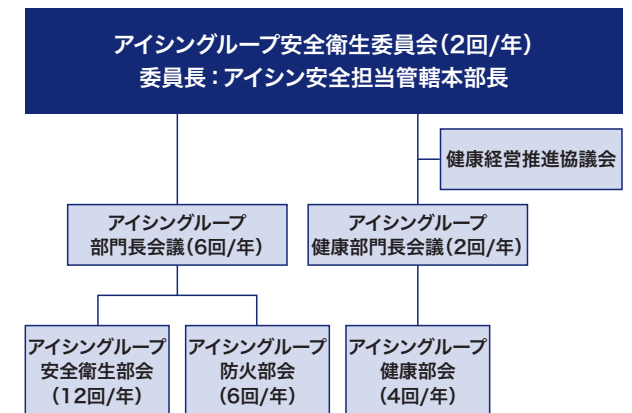 アイシングループ安全衛生委員会(2回/年)
委員長：アイシン安全担当管轄本部長
健康経営推進協議会
アイシングループ
部門長会議(6回/年)
アイシングループ
健康部門長会議(2回/年)
アイシングループ
安全衛生部会
(12回/年)
アイシングループ
防火部会
(6回/年)
アイシングループ
健康部会
(4回/年)